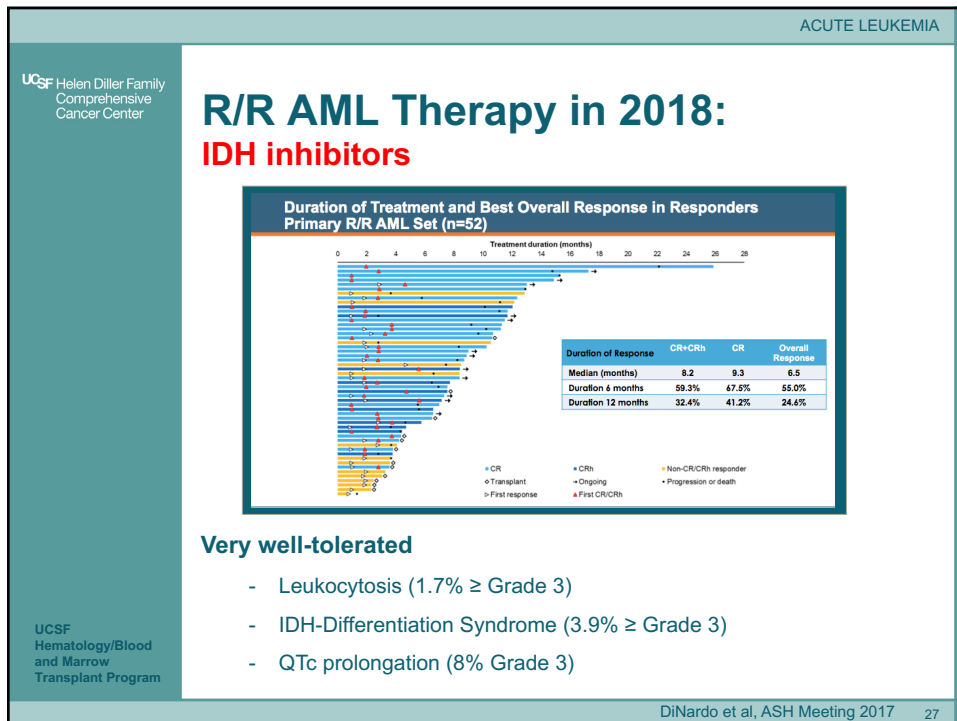 ACUTE LEUKEMIA
UCSF Helen Diller Family
Comprehensive
Cancer Center
R/R AML Therapy in 2018:
IDH inhibitors
Duration of Treatment and Best Overall Response in Responders
Primary R/R AML Set (n=52)
Treatment duration (months)
0 2 4 6 8 10 12 14 16 18 20 22 24 26 28
Duration of Response CR+CRh CR Overall Response
Median (months) 8.2 9.3 6.5
Duration 6 months 59.3% 67.5% 55.0%
Duration 12 months 32.4% 41.2% 24.6%
CR CRh Non-CR/CRh responder
Transplant Ongoing Progression or death
First response First CR/CRh
Very well-tolerated
- Leukocytosis (1.7% ≥ Grade 3)
- IDH-Differentiation Syndrome (3.9% ≥ Grade 3)
- QTc prolongation (8% Grade 3)
UCSF
Hematology/Blood
and Marrow
Transplant Program
DiNardo et al, ASH Meeting 2017 27